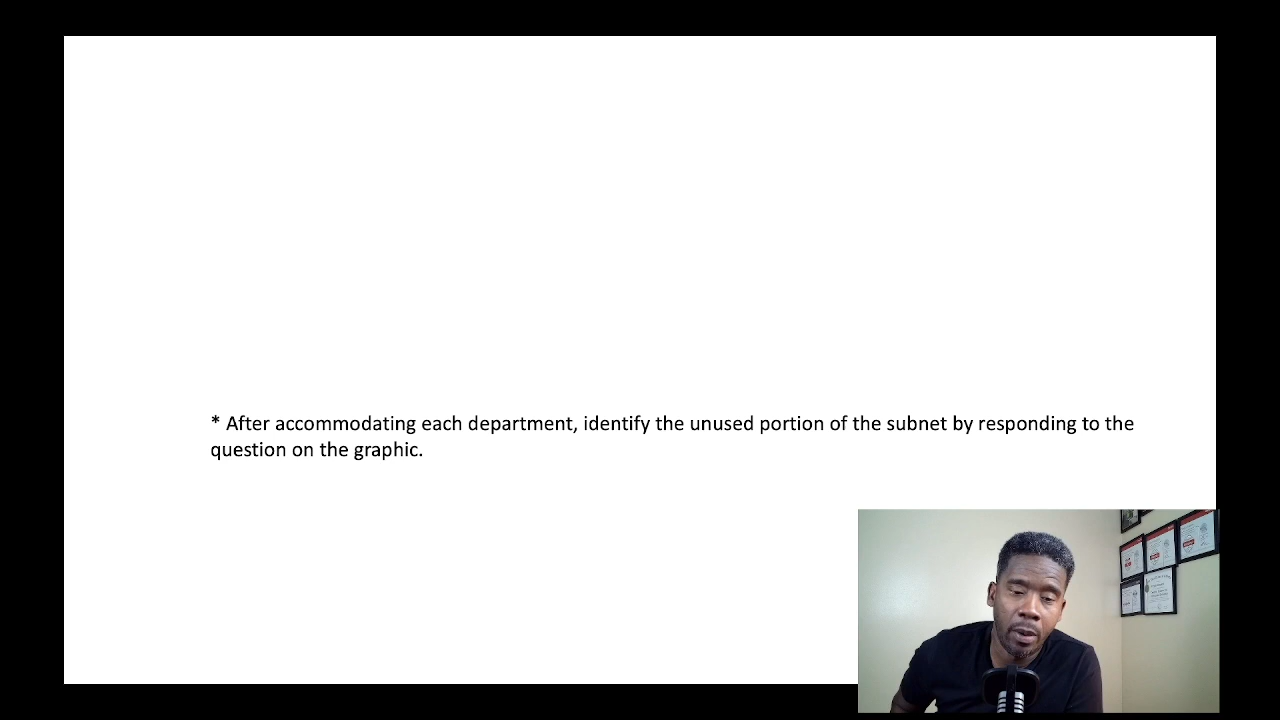 * After accommodating each department, identify the unused portion of the subnet by responding to the
question on the graphic.